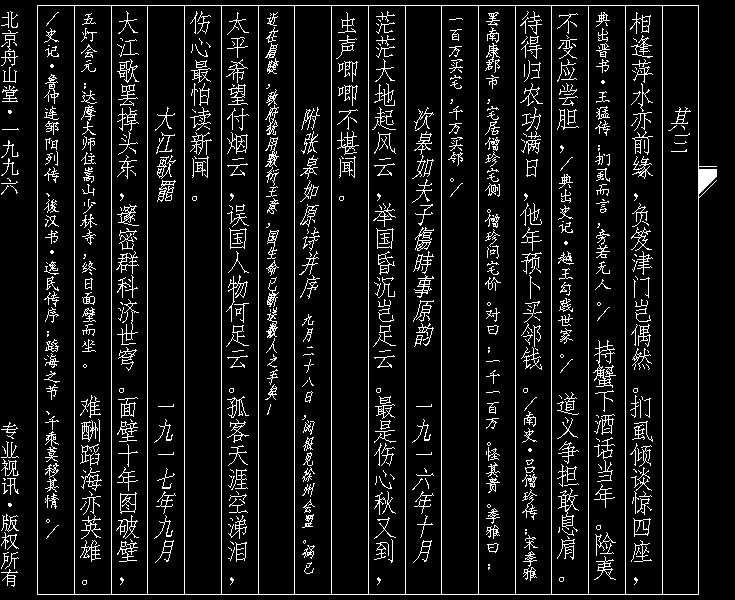 其三
相逢萍水亦前缘，负笈津门岂偶然。扪虱倾谈惊四座，
典出晋书·王猛传；扪虱而言，旁若无人。／ 持蟹下酒话当年。险夷
不变应尝胆，／典出史记·越王勾践世家。／ 道义争担敢息肩。
待得归农功满日，他年预卜买邻钱。／南史·吕僧珍传；宋季雅
罢南康郡市，宅居僧珍宅侧。僧珍问宅价。对曰；一千一百万。怪其贵。季雅曰；
一百万买宅，千万买邻。／
次皋如夫子傷時事原韵 一九一六年十月
茫茫大地起风云，举国昏沉岂足云。最是伤心秋又到，
虫声唧唧不堪闻。
附张皋如原诗并序 九月二十八日，阅报见徐州会盟。祸已
近在眉睫，政府犹用敷衍主意，国生命已断送数人之手矣！
太平希望付烟云，误国人物何足云。孤客天涯空涕泪，
伤心最怕读新闻。
大江歌罷 一九一七年九月
大江歌罢掉头东，邃密群科济世穷。面壁十年图破壁，
五灯会元；达摩大师住嵩山少林寺，终日面壁而坐。 难酬蹈海亦英雄。
／史记·鲁仲连邹阳列传、後汉书·逸民传序；蹈海之节，千乘莫移其情。／
北京舟山堂·一九九六
专业视讯·版权所有